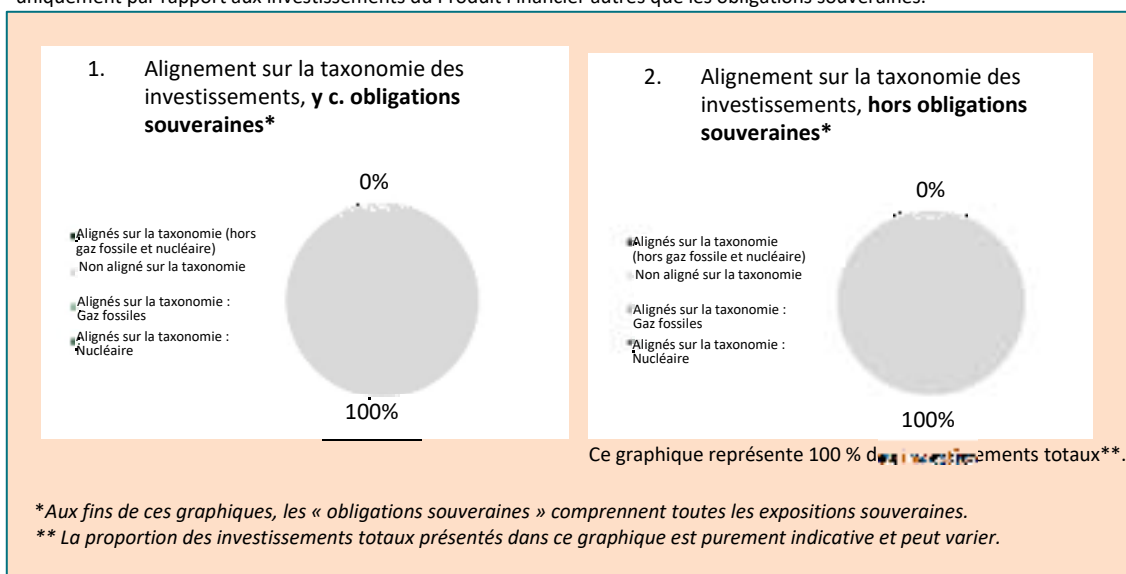 uniquement par rapport aux investissements du Produit Financier autres que les obligations souveraines.
1. Alignement sur la taxonomie des
investissements, y c. obligations
souveraines*
0%
Alignés sur la taxonomie (hors
gaz fossile et nucléaire)
Non aligné sur la taxonomie
Alignés sur la taxonomie :
Gaz fossiles
Alignés sur la taxonomie :
Nucléaire
100%
2. Alignement sur la taxonomie des
investissements, hors obligations
souveraines*
0%
Alignés sur la taxonomie
(hors gaz fossile et nucléaire)
Non aligné sur la taxonomie
Alignés sur la taxonomie :
Gaz fossiles
Alignés sur la taxonomie :
Nucléaire
100%
Ce graphique représente 100 % totaux**.
*Aux fins de ces graphiques, les « obligations souveraines » comprennent toutes les expositions souveraines.
** La proportion des investissements totaux présentés dans ce graphique est purement indicative et peut varier.